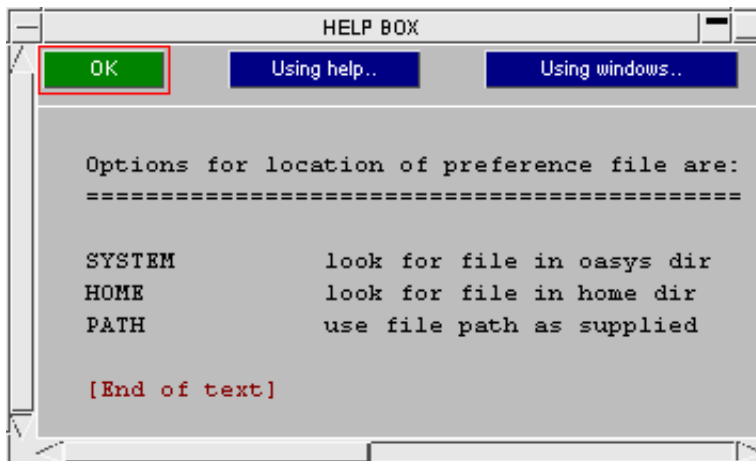 HELP BOX
OK Using help.. Using windows..
Options for location of preference file are:
============================================
SYSTEM look for file in oasys dir
HOME look for file in home dir
PATH use file path as supplied
[End of text]